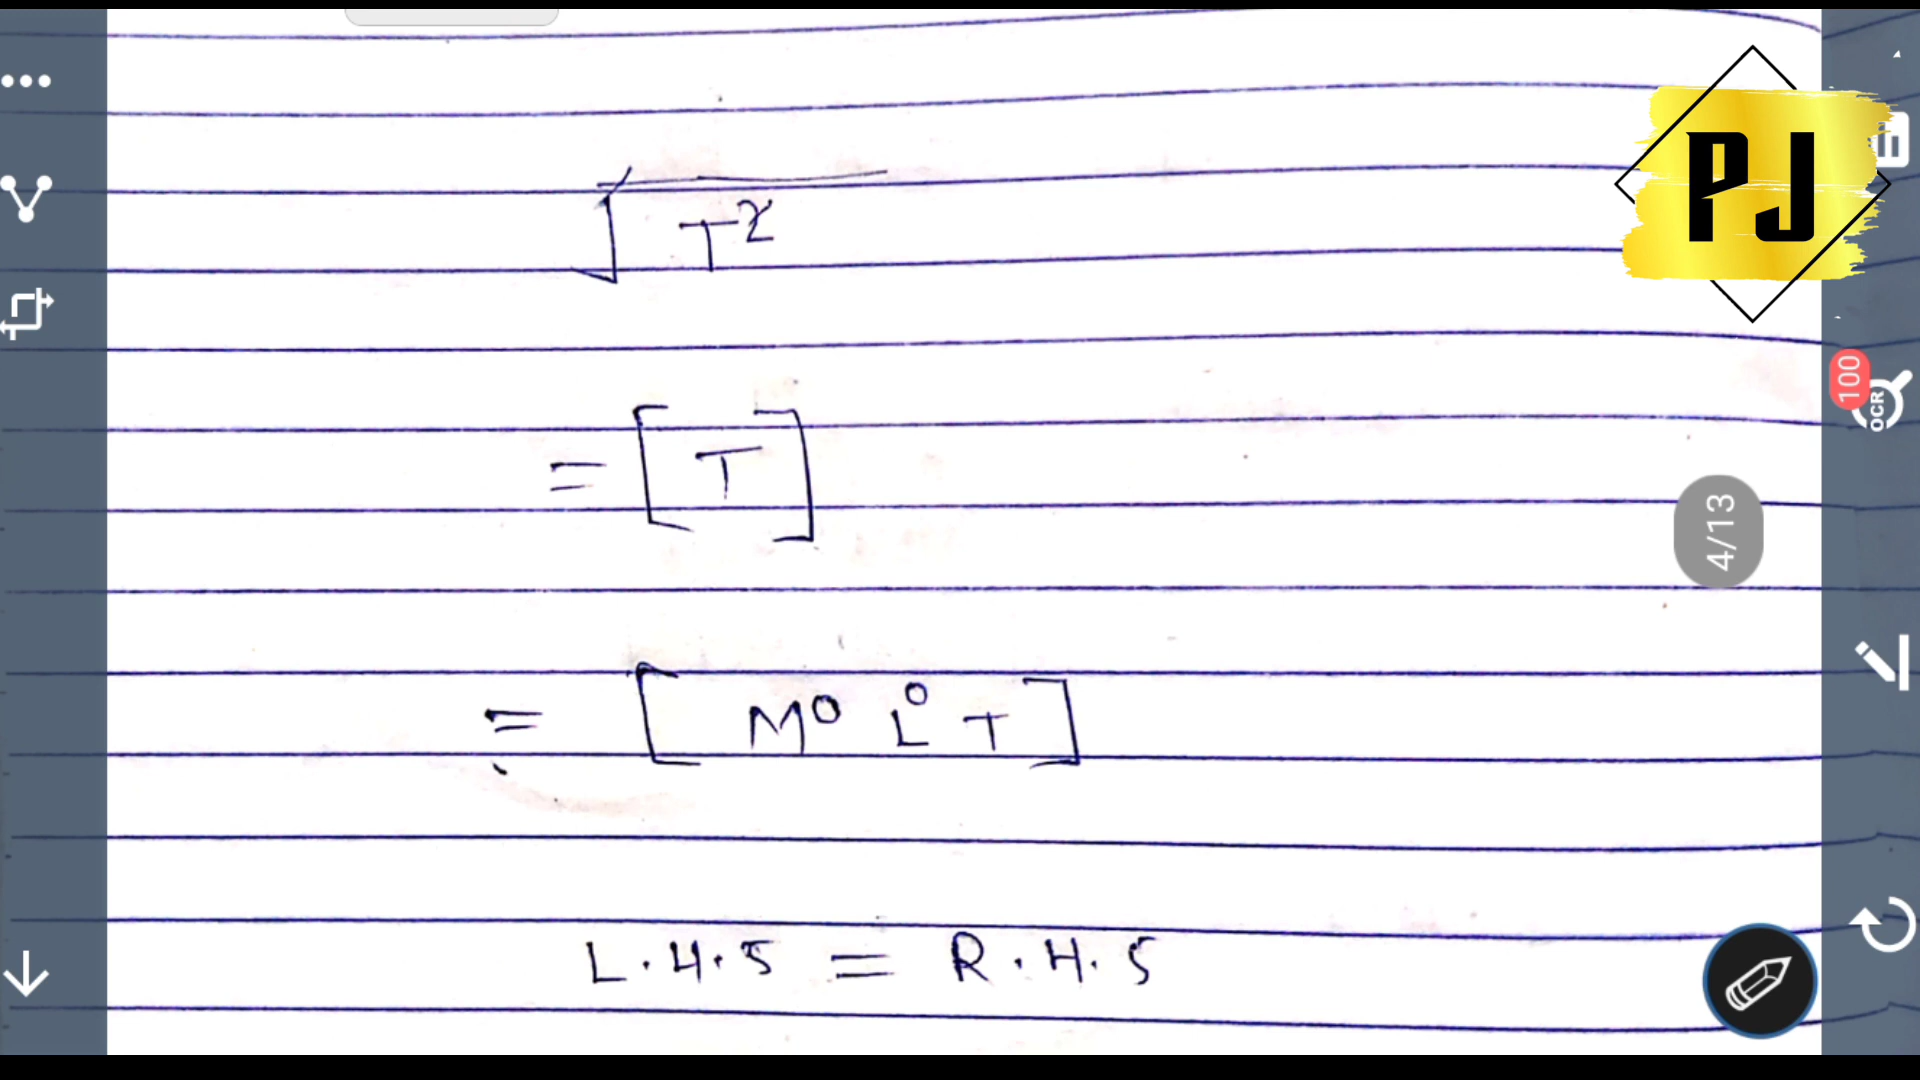 √T²
= [T]
= [M⁰ L⁰ T]
L.H.S = R.H.S
PJ
100
OCR
4/13